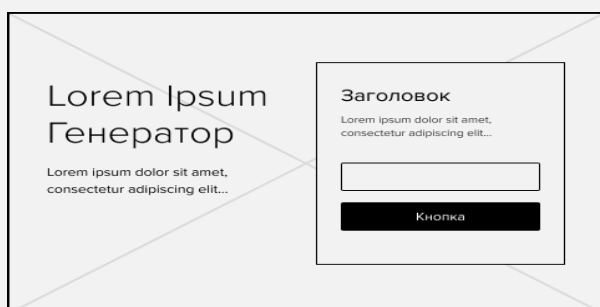 Lorem Ipsum
Генератор
Lorem ipsum dolor sit amet,
consectetur adipiscing elit...
Заголовок
Lorem ipsum dolor sit amet,
consectetur adipiscing elit...
Кнопка